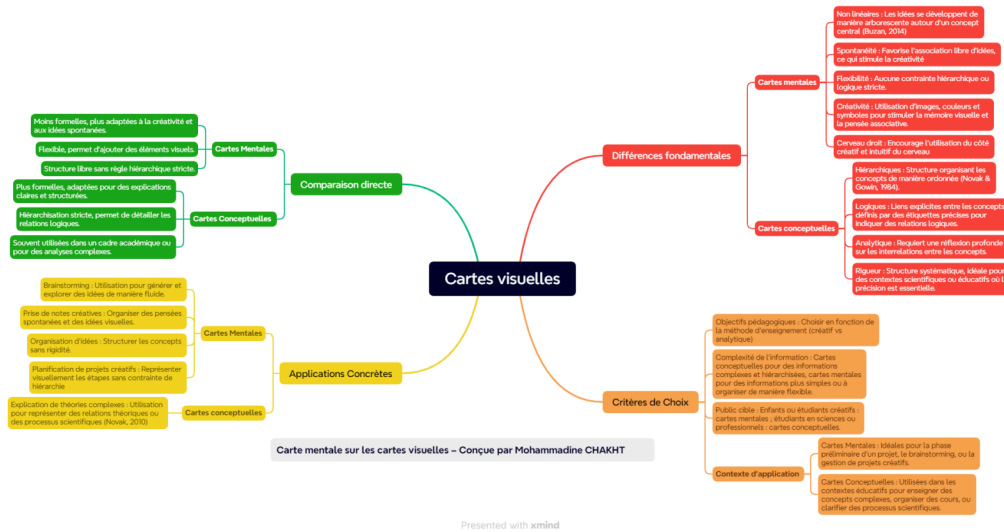 Cartes visuelles
Différences fondamentales
Cartes mentales
Non linéaires : Les idées se développent de
manière arborescente autour d'un concept
central (Buzan, 2014)
Spontanéité : Favorise l'association libre d'idées,
ce qui stimule la créativité
Flexibilité : Aucune contrainte hiérarchique ou
logique stricte.
Créativité : Utilisation d'images, couleurs et
symboles pour stimuler la mémoire visuelle et
la pensée associative.
Cerveau droit : Encourage l'utilisation du côté
créatif et intuitif du cerveau
Cartes conceptuelles
Hiérarchiques : Structure organisant les
concepts de manière ordonnée (Novak &
Gowin, 1984).
Logiques : Liens explicites entre les concepts
définis par des étiquettes précises pour
indiquer des relations logiques.
Analytique : Requiert une réflexion profonde
sur les interrelations entre les concepts.
Rigueur : Structure systématique, idéale pour
des contextes scientifiques ou éducatifs où l
précision est essentielle.
Critères de Choix
Objectifs pédagogiques : Choisir en fonction de
la méthode d'enseignement (créatif vs
analytique)
Complexité de l'information : Cartes
conceptuelles pour des informations
complexes et hiérarchisées, cartes mentales
pour des informations plus simples ou à
organiser de manière flexible.
Public cible : Enfants ou étudiants créatifs :
cartes mentales ; étudiants en sciences ou
professionnels : cartes conceptuelles.
Contexte d'application
Cartes Mentales : Idéales pour la phase
préliminaire d'un projet, le brainstorming, ou la
gestion de projets créatifs.
Cartes Conceptuelles : Utilisées dans les
contextes éducatifs pour enseigner des
concepts complexes, organiser des cours, ou
clarifier des processus scientifiques.
Comparaison directe
Cartes Mentales
Moins formelles, plus adaptées à la créativité et
aux idées spontanées.
Flexible, permet d'ajouter des éléments visuels.
Structure libre sans règle hiérarchique stricte.
Cartes Conceptuelles
Plus formelles, adaptées pour des explications
claires et structurées.
Hiérarchisation stricte, permet de détailler les
relations logiques.
Souvent utilisées dans un cadre académique ou
pour des analyses complexes.
Applications Concrètes
Cartes Mentales
Brainstorming : Utilisation pour générer et
explorer des idées de manière fluide.
Prise de notes créatives : Organiser des pensées
spontanées et des idées visuelles.
Organisation d'idées : Structurer les concepts
sans rigidité.
Planification de projets créatifs : Représenter
visuellement les étapes sans contrainte de
hiérarchie
Cartes conceptuelles
Explication de théories complexes : Utilisation
pour représenter des relations théoriques ou
des processus scientifiques (Novak, 2010)
Carte mentale sur les cartes visuelles – Conçue par Mohammadine CHAKHT
Presented with xmind